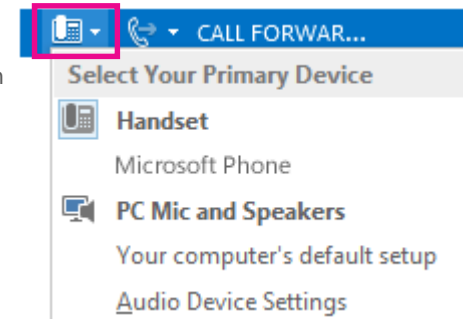 CALL FORWAR...
Select Your Primary Device
Handset
Microsoft Phone
PC Mic and Speakers
Your computer's default setup
Audio Device Settings